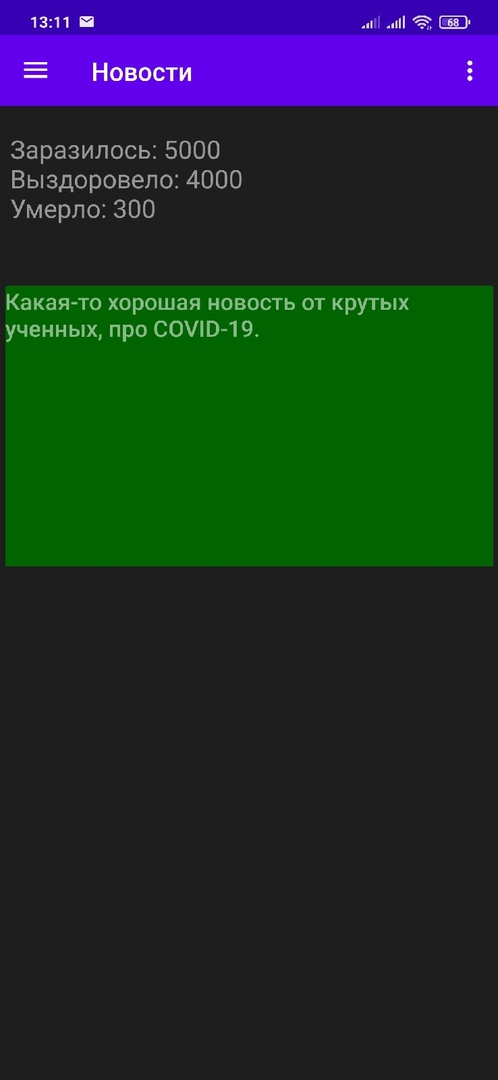 13:11
68
Новости
Заразилось: 5000
Выздоровело: 4000
Умерло: 300
Какая-то хорошая новость от крутых
ученных, про COVID-19.